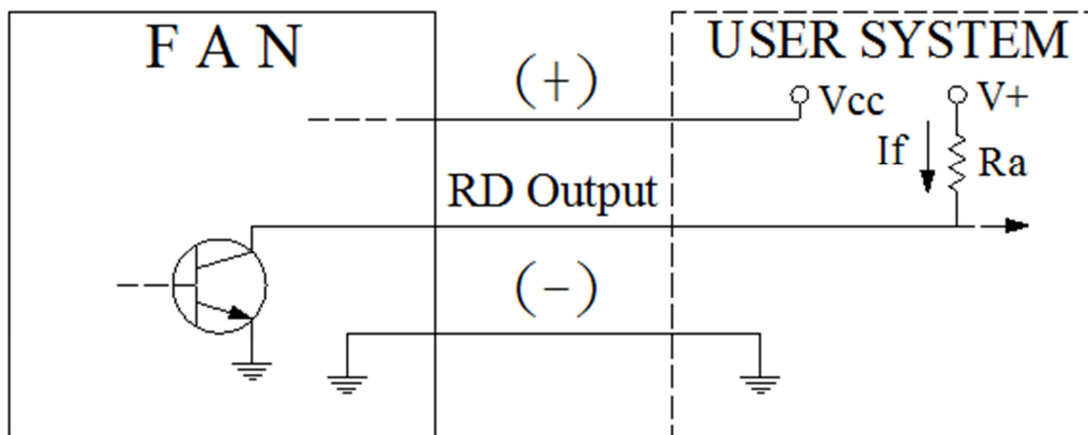 F A N
USER SYSTEM
(+)
Vcc
V+
If
Ra
RD Output
(-)